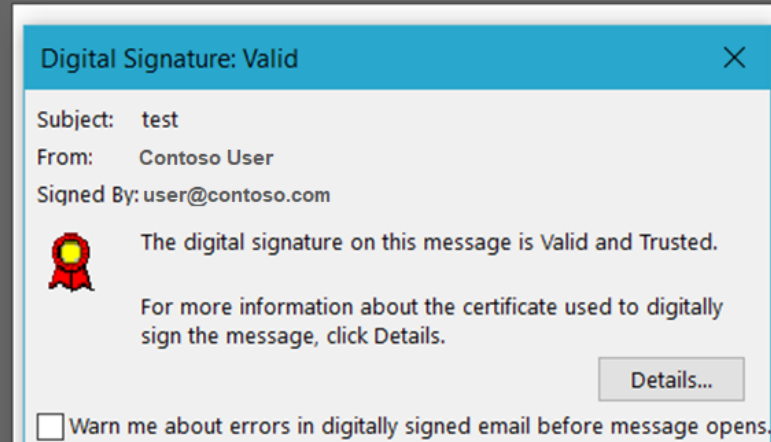 Digital Signature: Valid
Subject: test
From: Contoso User
Signed By: user@contoso.com
The digital signature on this message is Valid and Trusted.
For more information about the certificate used to digitally
sign the message, click Details.
Details...
Warn me about errors in digitally signed email before message opens.